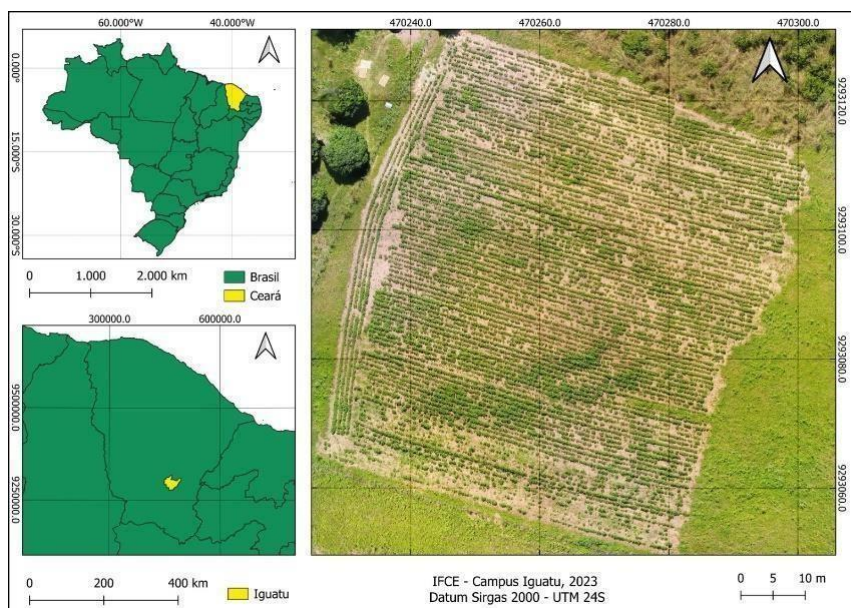 60.000°W 40.000°W
0.000°
15.000°S
30.000°S
0 1.000 2.000 km
Brasil
Ceará
300000.0 600000.0
9500000.0
9250000.0
0 200 400 km
Iguatu
470240.0 470260.0 470280.0 470300.0
9293120.0
9293100.0
9293080.0
9293060.0
IFCE - Campus Iguatu, 2023
Datum Sirgas 2000 - UTM 24S
0 5 10 m